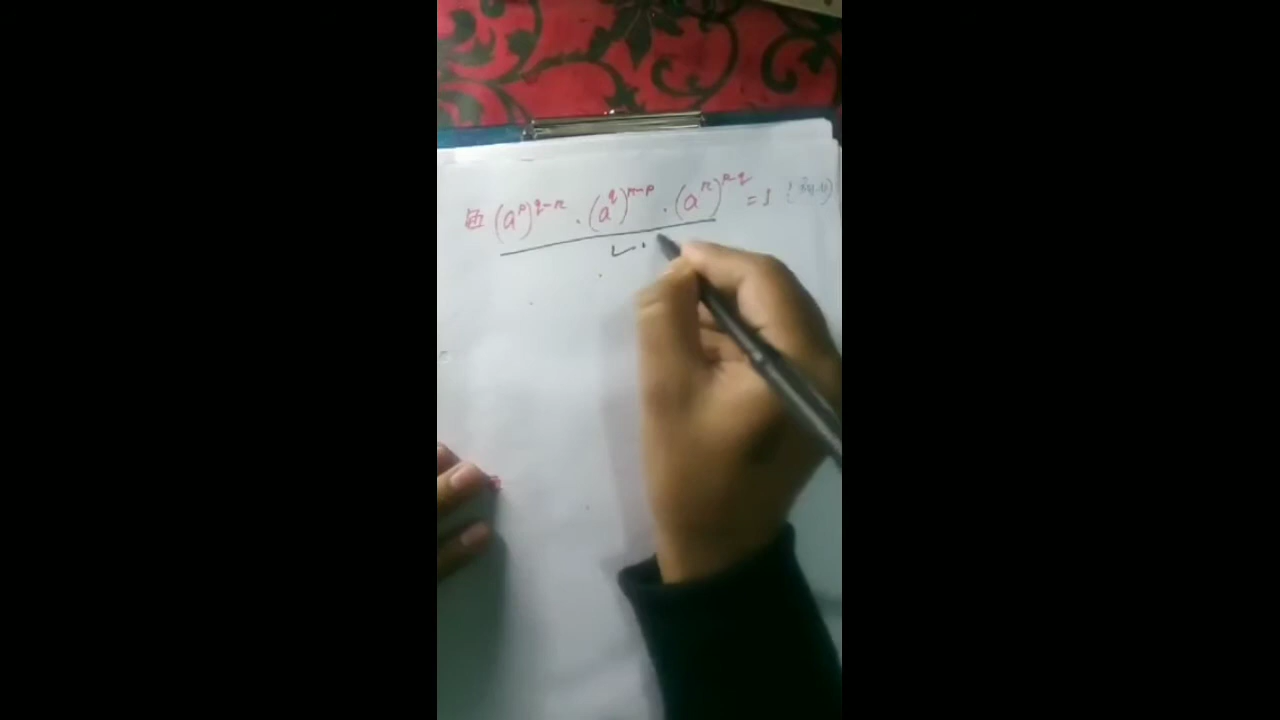 (a^p)^{q-r} . (a^q)^{r-p} . (a^r)^{p-q} = 1